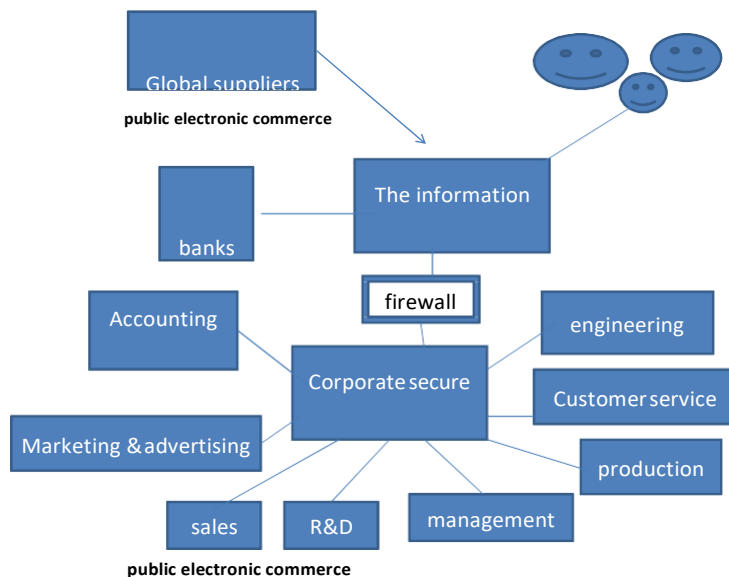 Global suppliers
public electronic commerce
The information
banks
firewall
Accounting
engineering
Corporate secure
Customer service
Marketing & advertising
production
sales
R&D
management
public electronic commerce